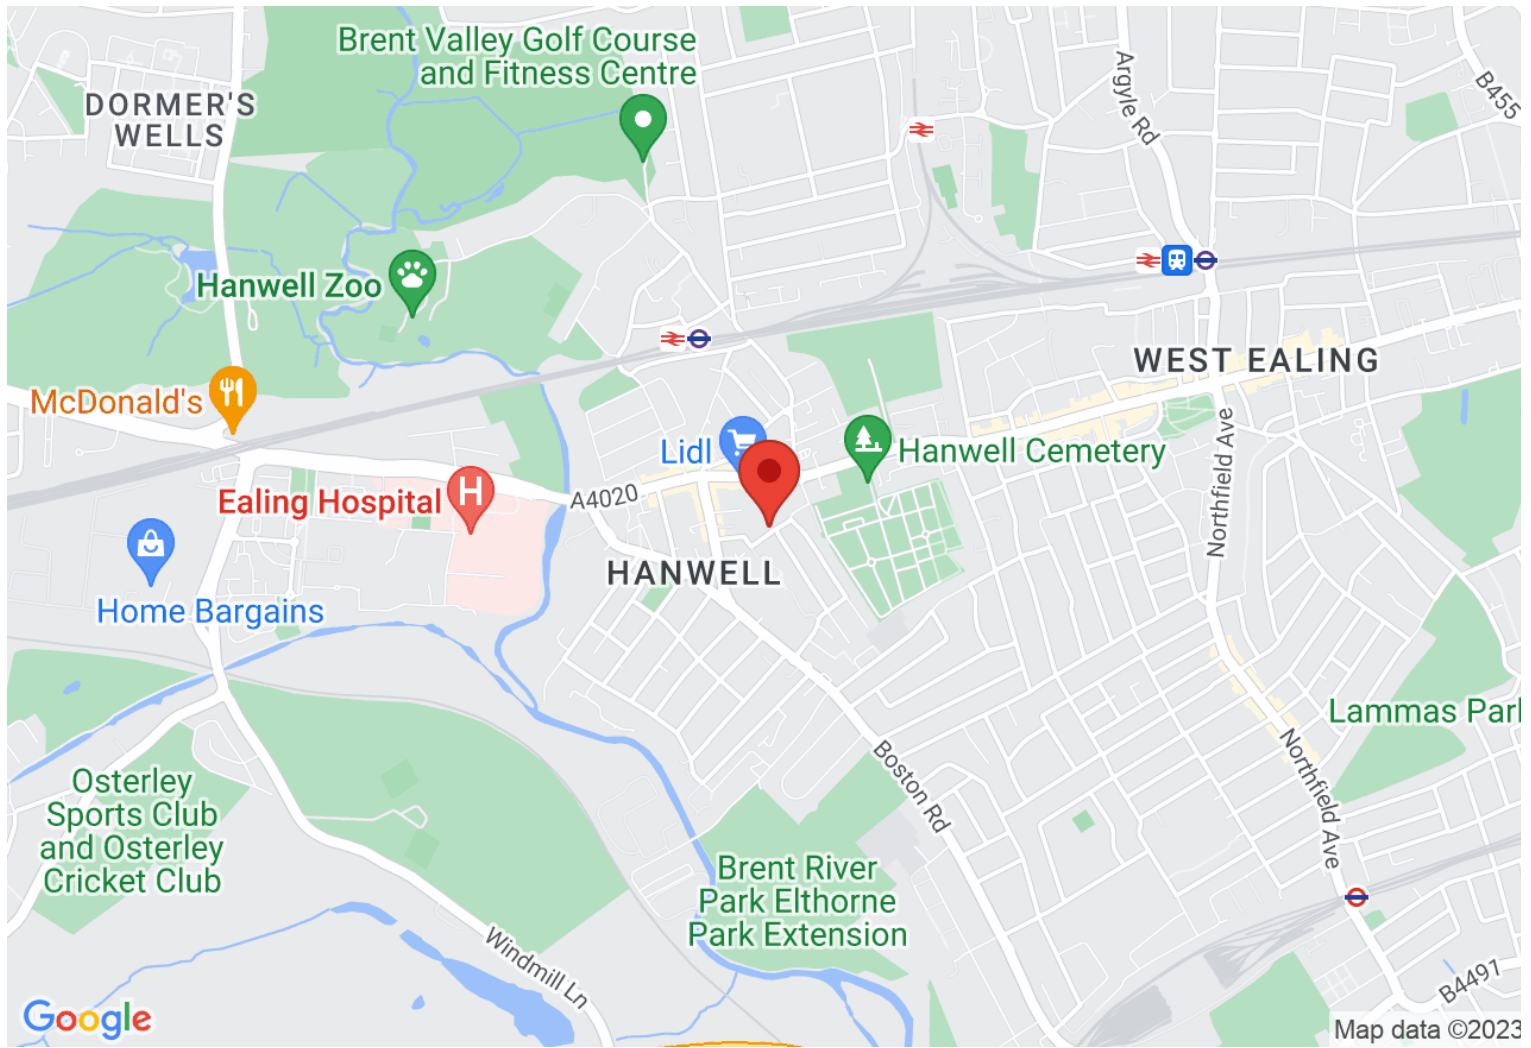 Brent Valley Golf Course
and Fitness Centre
DORMER'S
WELLS
Argyle Rd
B455
Hanwell Zoo
McDonald's
WEST EALING
Lidl
Hanwell Cemetery
Northfield Ave
A4020
Ealing Hospital
H
HANWELL
Home Bargains
Lammas Park
Northfield Ave
Boston Rd
Osterley
Sports Club
and Osterley
Cricket Club
Brent River
Park Elthorne
Park Extension
Windmill Ln
B4491
Google
Map data ©2023